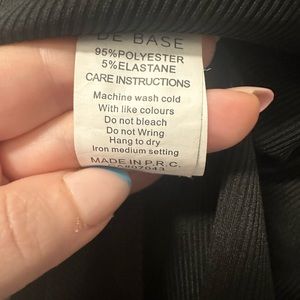 DE BASE
95%POLYESTER
5%ELASTANE
CARE INSTRUCTIONS
Machine wash cold
With like colours
Do not bleach
Do not Wring
Hang to dry
Iron medium setting
MADE IN P.R.C.